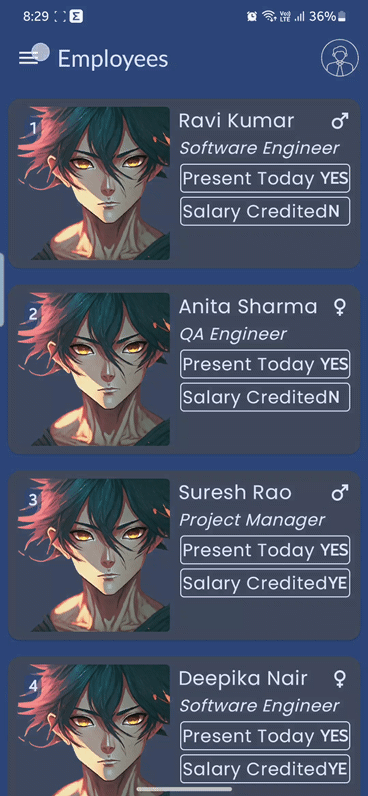 8:29 Σ Vo) LTE 36%
Employees
1
Ravi Kumar
Software Engineer
Present Today YES
Salary CreditedN
2
Anita Sharma
QA Engineer
Present Today YES
Salary CreditedN
3
Suresh Rao
Project Manager
Present Today YES
Salary CreditedYE
4
Deepika Nair
Software Engineer
Present Today YES
Salary CreditedYE